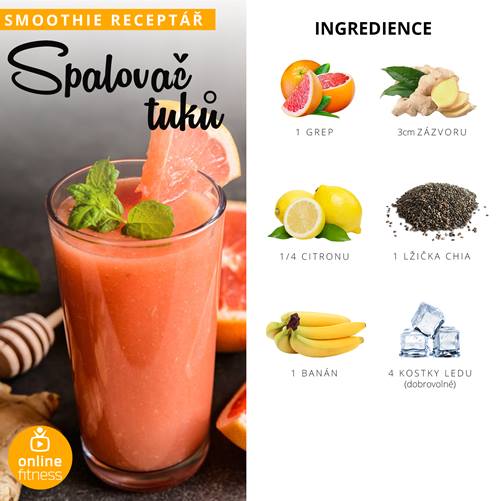 SMOOTHIE RECEPTÁŘ
Spalovač
tuků
online
fitness
INGREDIENCE
1 GREP
3cm ZÁZVORU
1/4 CITRONU
1 LŽIČKA CHIA
1 BANÁN
4 KOSTKY LEDU
(dobrovolné)